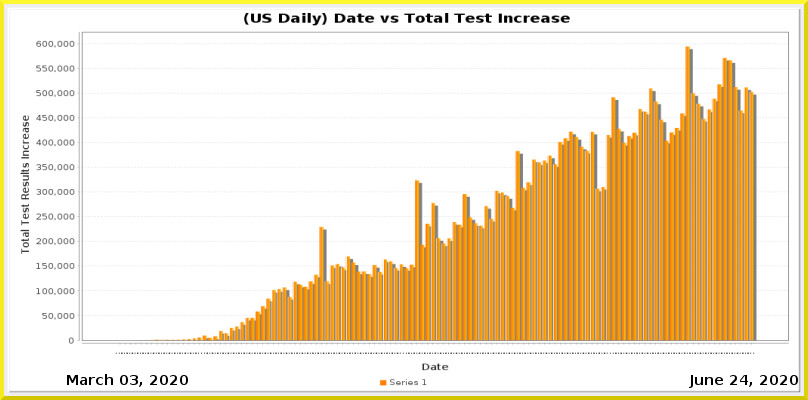 (US Daily) Date vs Total Test Increase
Total Test Results Increase
600,000
550,000
500,000
450,000
400,000
350,000
300,000
250,000
200,000
150,000
100,000
50,000
0
Date
March 03, 2020
June 24, 2020
Series 1